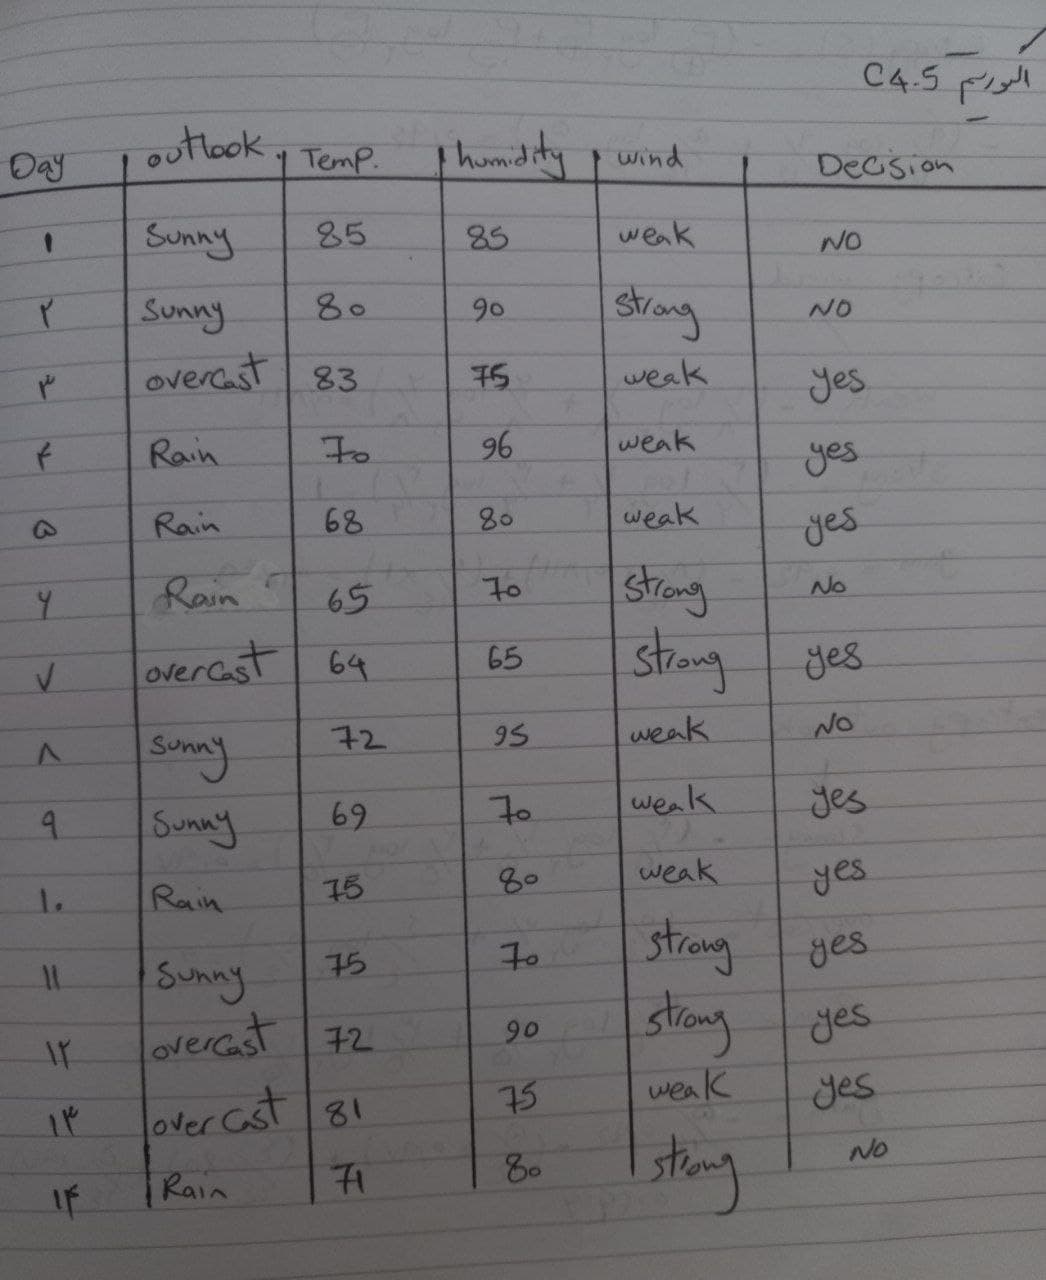 الگوریتم C4.5
Day outlook. Temp. humidity wind Decision
۱ Sunny 85 85 weak NO
۲ Sunny 80 90 strong NO
۳ overcast 83 75 weak yes
۴ Rain 70 96 weak yes
۵ Rain 68 80 weak yes
۶ Rain 65 70 strong No
۷ overcast 64 65 strong yes
۸ Sunny 72 95 weak No
۹ Sunny 69 70 weak yes
۱۰ Rain 75 80 weak yes
۱۱ Sunny 75 70 strong yes
۱۲ overcast 72 90 strong yes
۱۳ overcast 81 75 weak yes
۱۴ Rain 71 80 strong No